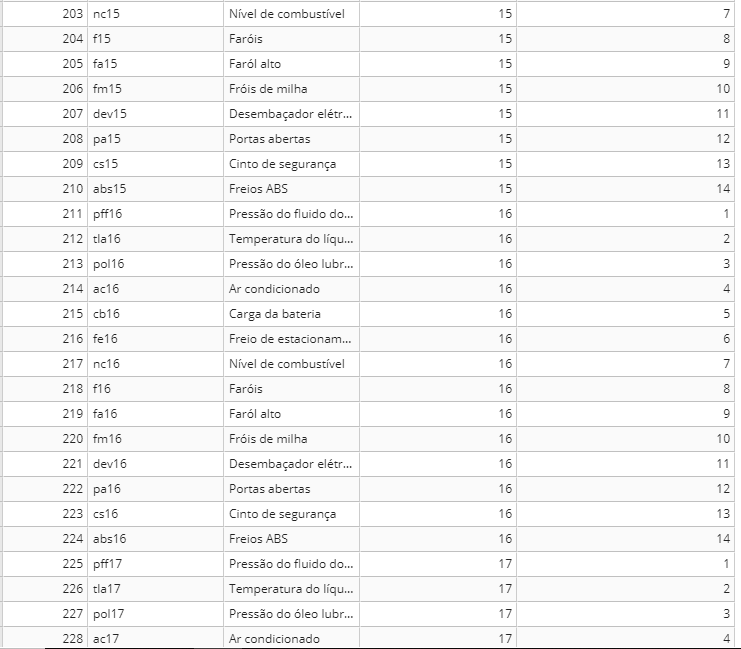 203 nc15 Nível de combustível 15 7
204 f15 Faróis 15 8
205 fa15 Faról alto 15 9
206 fm15 Fróis de milha 15 10
207 dev15 Desembaçador elétr... 15 11
208 pa15 Portas abertas 15 12
209 cs15 Cinto de segurança 15 13
210 abs15 Freios ABS 15 14
211 pff16 Pressão do fluido do... 16 1
212 tla16 Temperatura do líqu... 16 2
213 pol16 Pressão do óleo lubr... 16 3
214 ac16 Ar condicionado 16 4
215 cb16 Carga da bateria 16 5
216 fe16 Freio de estacionam... 16 6
217 nc16 Nível de combustível 16 7
218 f16 Faróis 16 8
219 fa16 Faról alto 16 9
220 fm16 Fróis de milha 16 10
221 dev16 Desembaçador elétr... 16 11
222 pa16 Portas abertas 16 12
223 cs16 Cinto de segurança 16 13
224 abs16 Freios ABS 16 14
225 pff17 Pressão do fluido do... 17 1
226 tla17 Temperatura do líqu... 17 2
227 pol17 Pressão do óleo lubr... 17 3
228 ac17 Ar condicionado 17 4